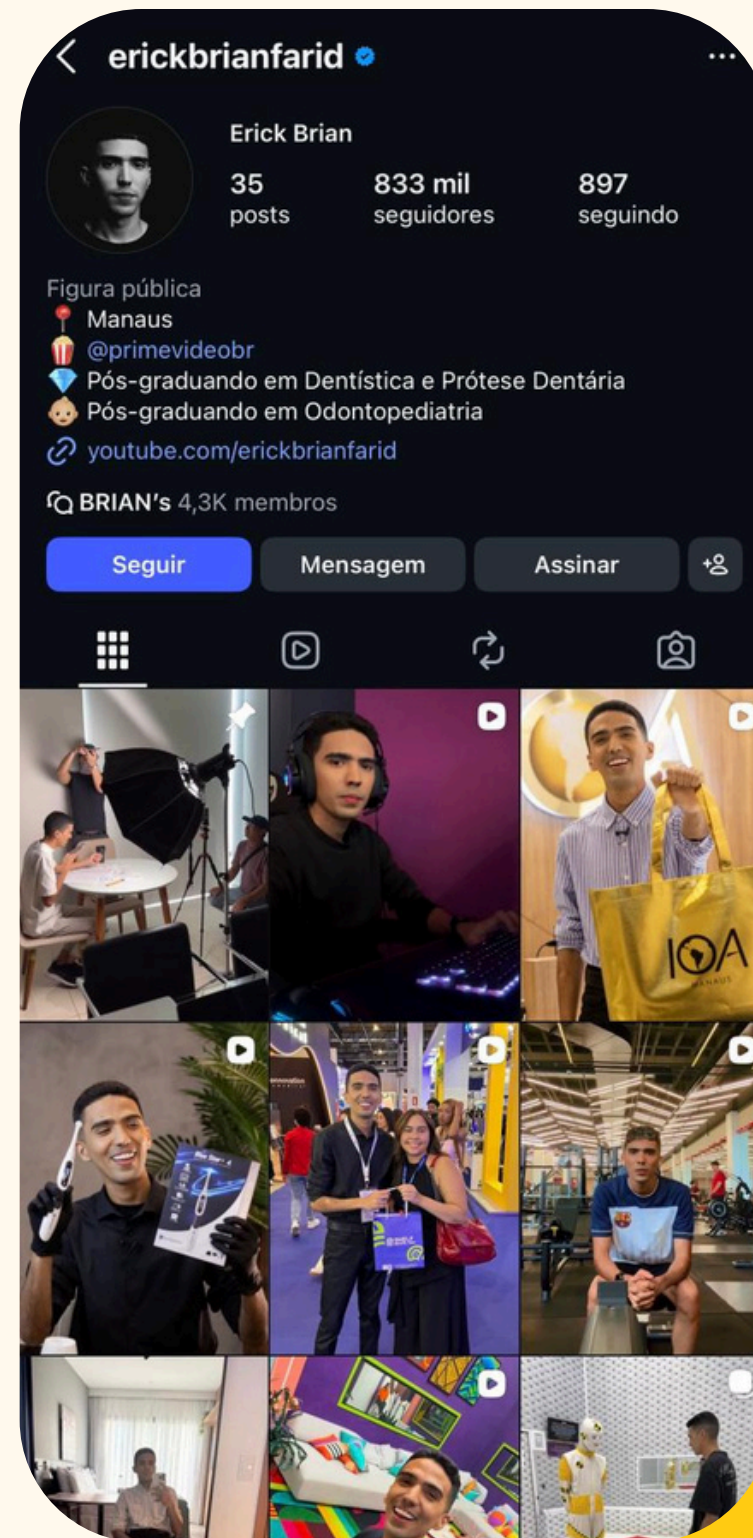 erickbrianfarid
Erick Brian
35 833 mil 897
posts seguidores seguindo
Figura pública
Manaus
@primevideobr
Pós-graduando em Dentística e Prótese Dentária
Pós-graduando em Odontopediatria
youtube.com/erickbrianfarid
BRIAN's 4,3K membros
Seguir Mensagem Assinar
IOA
MANAUS